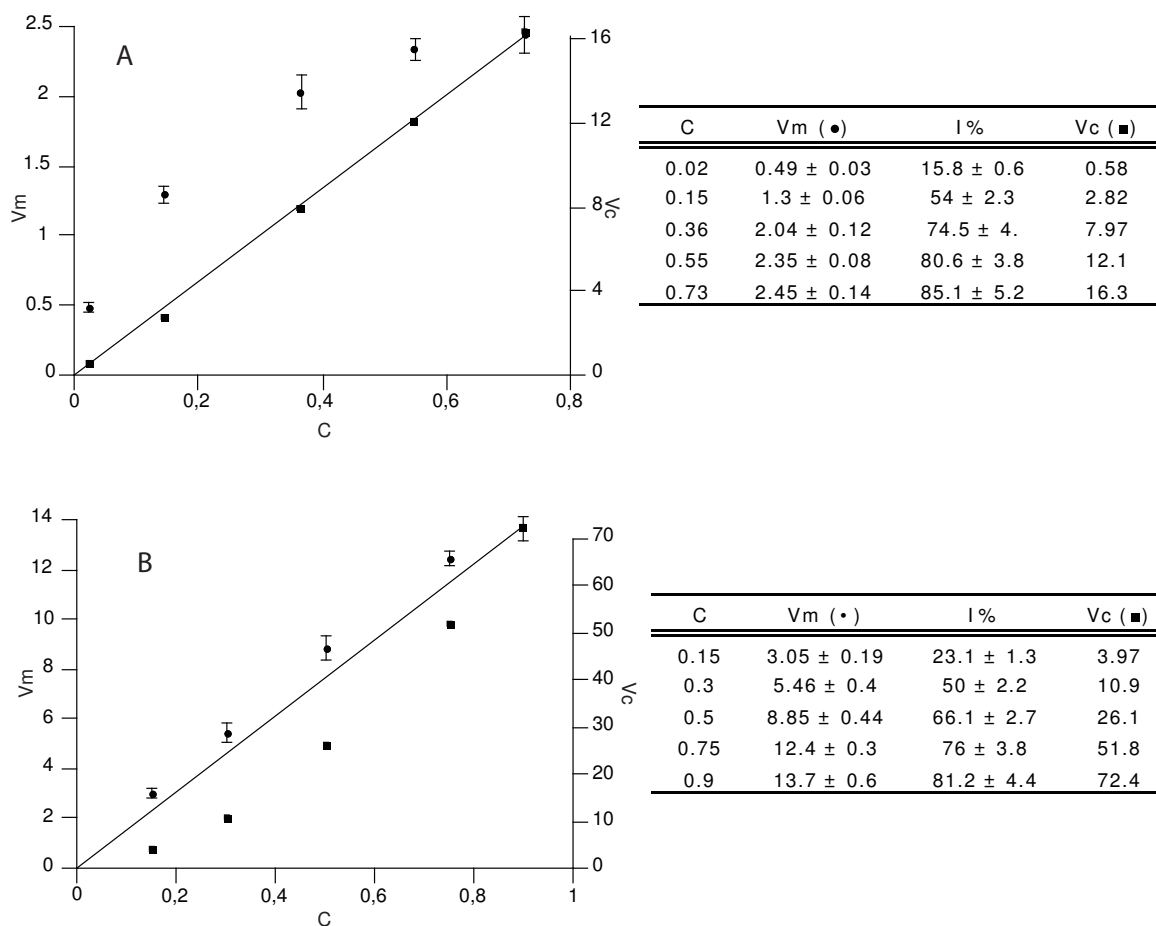 A
2.5
2
1.5
1
0.5
0
Vm
16
12
8
4
0
Vc
0
0,2
0,4
0,6
0,8
C
C Vm (●) I% Vc (■)
0.02 0.49 ± 0.03 15.8 ± 0.6 0.58
0.15 1.3 ± 0.06 54 ± 2.3 2.82
0.36 2.04 ± 0.12 74.5 ± 4. 7.97
0.55 2.35 ± 0.08 80.6 ± 3.8 12.1
0.73 2.45 ± 0.14 85.1 ± 5.2 16.3
B
14
12
10
8
6
4
2
0
Vm
70
60
50
40
30
20
10
0
Vc
0
0,2
0,4
0,6
0,8
1
C
C Vm (•) I% Vc (■)
0.15 3.05 ± 0.19 23.1 ± 1.3 3.97
0.3 5.46 ± 0.4 50 ± 2.2 10.9
0.5 8.85 ± 0.44 66.1 ± 2.7 26.1
0.75 12.4 ± 0.3 76 ± 3.8 51.8
0.9 13.7 ± 0.6 81.2 ± 4.4 72.4